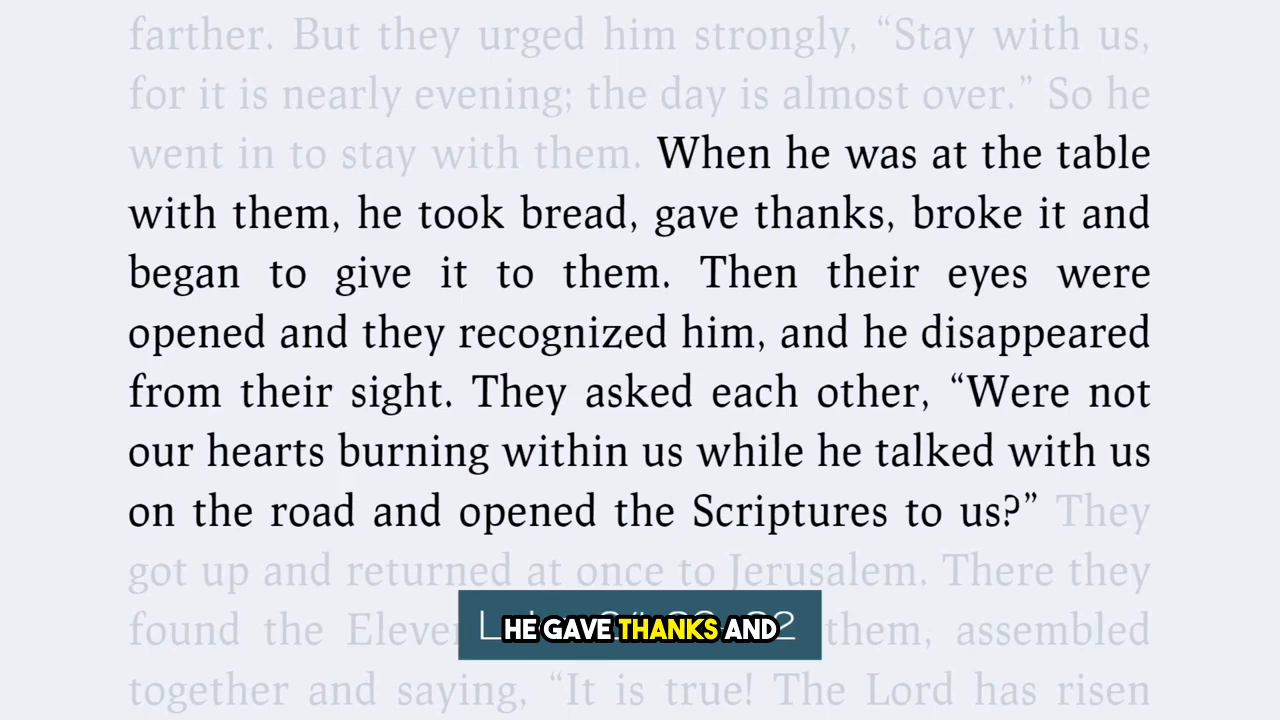 farther. But they urged him strongly, “Stay with us,
for it is nearly evening; the day is almost over.” So he
went in to stay with them. When he was at the table
with them, he took bread, gave thanks, broke it and
began to give it to them. Then their eyes were
opened and they recognized him, and he disappeared
from their sight. They asked each other, “Were not
our hearts burning within us while he talked with us
on the road and opened the Scriptures to us?” They
got up and returned at once to Jerusalem. There they
found the them, assembled
HE GAVE THANKS AND
together and saying, “It is true! The Lord has risen